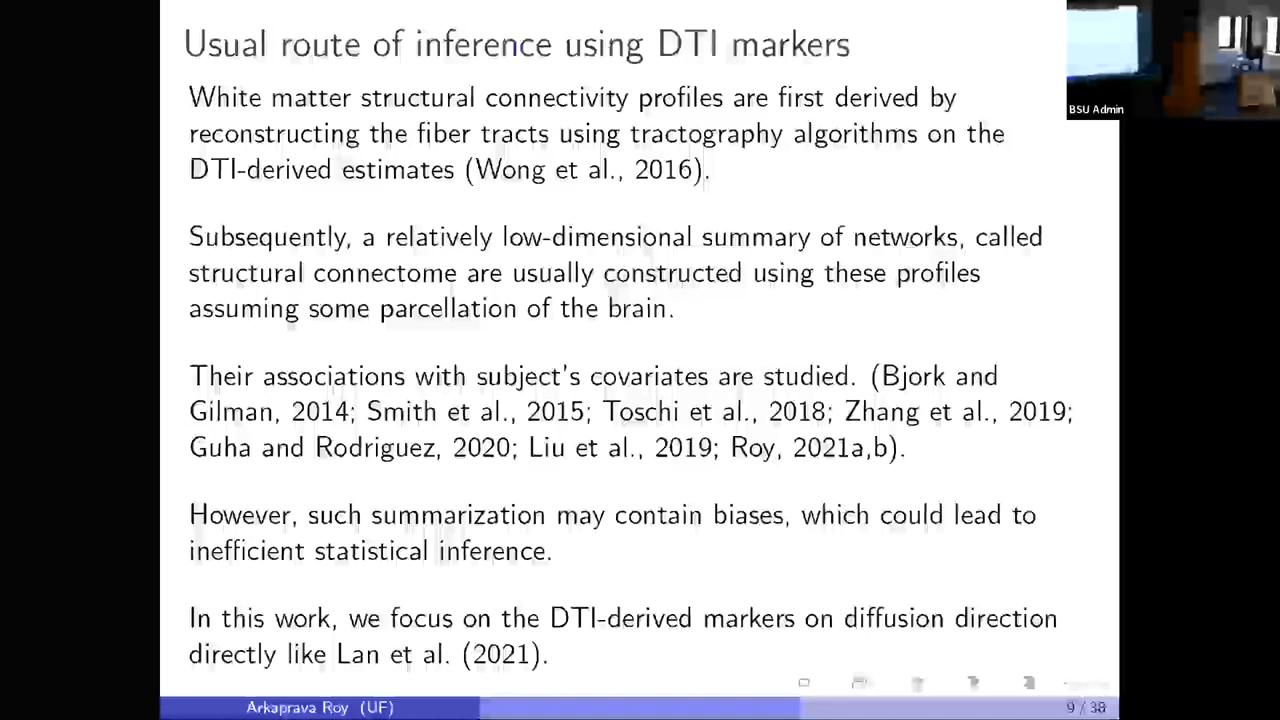 Usual route of inference using DTI markers
BSU Admin
White matter structural connectivity profiles are first derived by
reconstructing the fiber tracts using tractography algorithms on the
DTI-derived estimates (Wong et al., 2016).
Subsequently, a relatively low-dimensional summary of networks, called
structural connectome are usually constructed using these profiles
assuming some parcellation of the brain.
Their associations with subject's covariates are studied. (Bjork and
Gilman, 2014; Smith et al., 2015; Toschi et al., 2018; Zhang et al., 2019;
Guha and Rodriguez, 2020; Liu et al., 2019; Roy, 2021a,b).
However, such summarization may contain biases, which could lead to
inefficient statistical inference.
In this work, we focus on the DTI-derived markers on diffusion direction
directly like Lan et al. (2021).
Arkaprava Roy (UF)
9 / 38